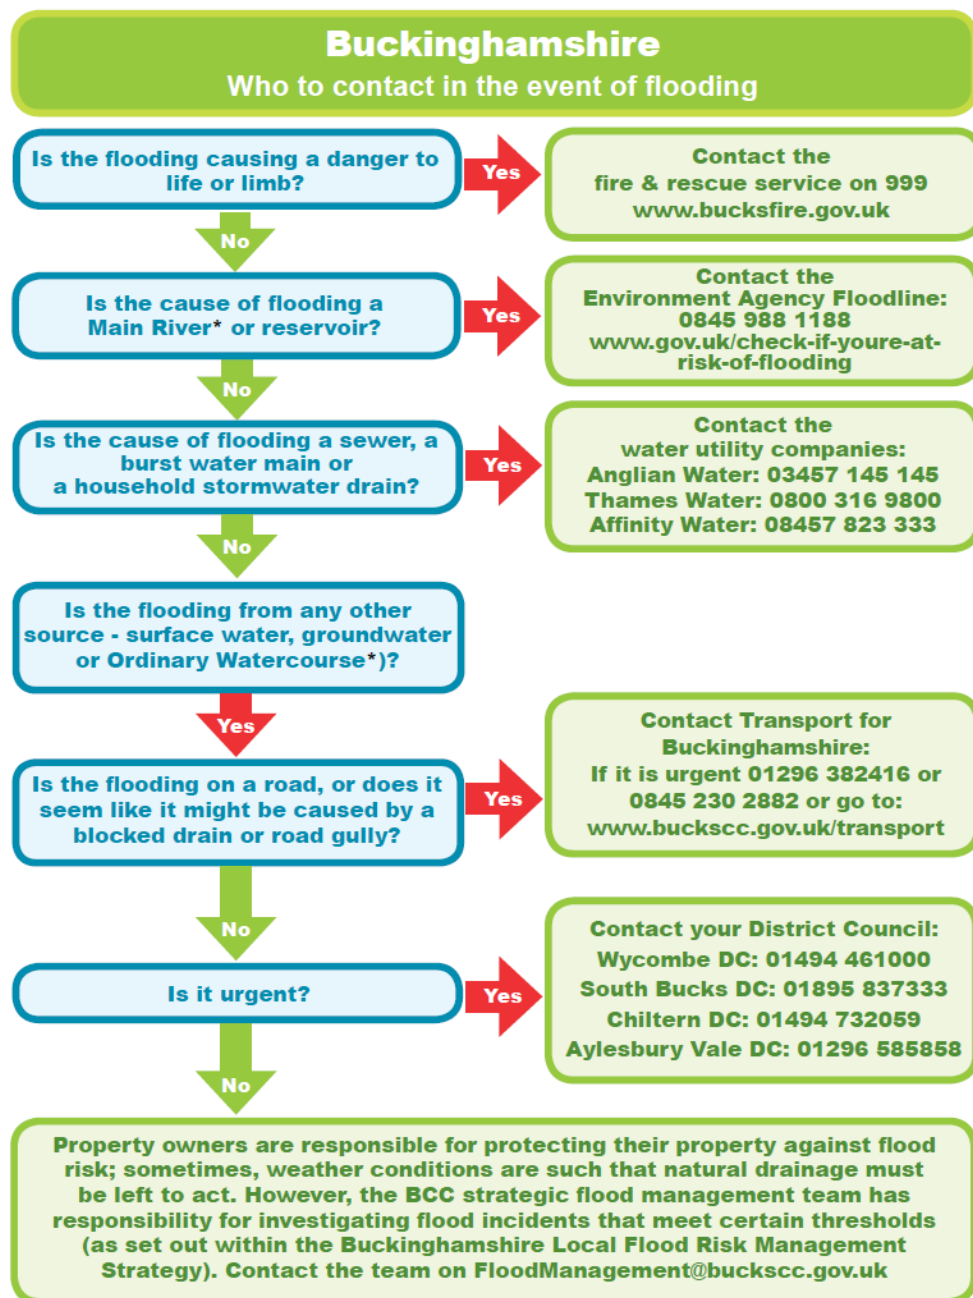 Buckinghamshire
Who to contact in the event of flooding
Is the flooding causing a danger to
life or limb?
Yes
Contact the
fire & rescue service on 999
www.bucksfire.gov.uk
No
Is the cause of flooding a
Main River* or reservoir?
Yes
Contact the
Environment Agency Floodline:
0845 988 1188
www.gov.uk/check-if-youre-at-
risk-of-flooding
No
Is the cause of flooding a sewer, a
burst water main or
a household stormwater drain?
Yes
Contact the
water utility companies:
Anglian Water: 03457 145 145
Thames Water: 0800 316 9800
Affinity Water: 08457 823 333
No
Is the flooding from any other
source - surface water, groundwater
or Ordinary Watercourse*)?
Yes
Is the flooding on a road, or does it
seem like it might be caused by a
blocked drain or road gully?
Yes
Contact Transport for
Buckinghamshire:
If it is urgent 01296 382416 or
0845 230 2882 or go to:
www.buckscc.gov.uk/transport
No
Is it urgent?
Yes
Contact your District Council:
Wycombe DC: 01494 461000
South Bucks DC: 01895 837333
Chiltern DC: 01494 732059
Aylesbury Vale DC: 01296 585858
No
Property owners are responsible for protecting their property against flood
risk; sometimes, weather conditions are such that natural drainage must
be left to act. However, the BCC strategic flood management team has
responsibility for investigating flood incidents that meet certain thresholds
(as set out within the Buckinghamshire Local Flood Risk Management
Strategy). Contact the team on FloodManagement@buckscc.gov.uk